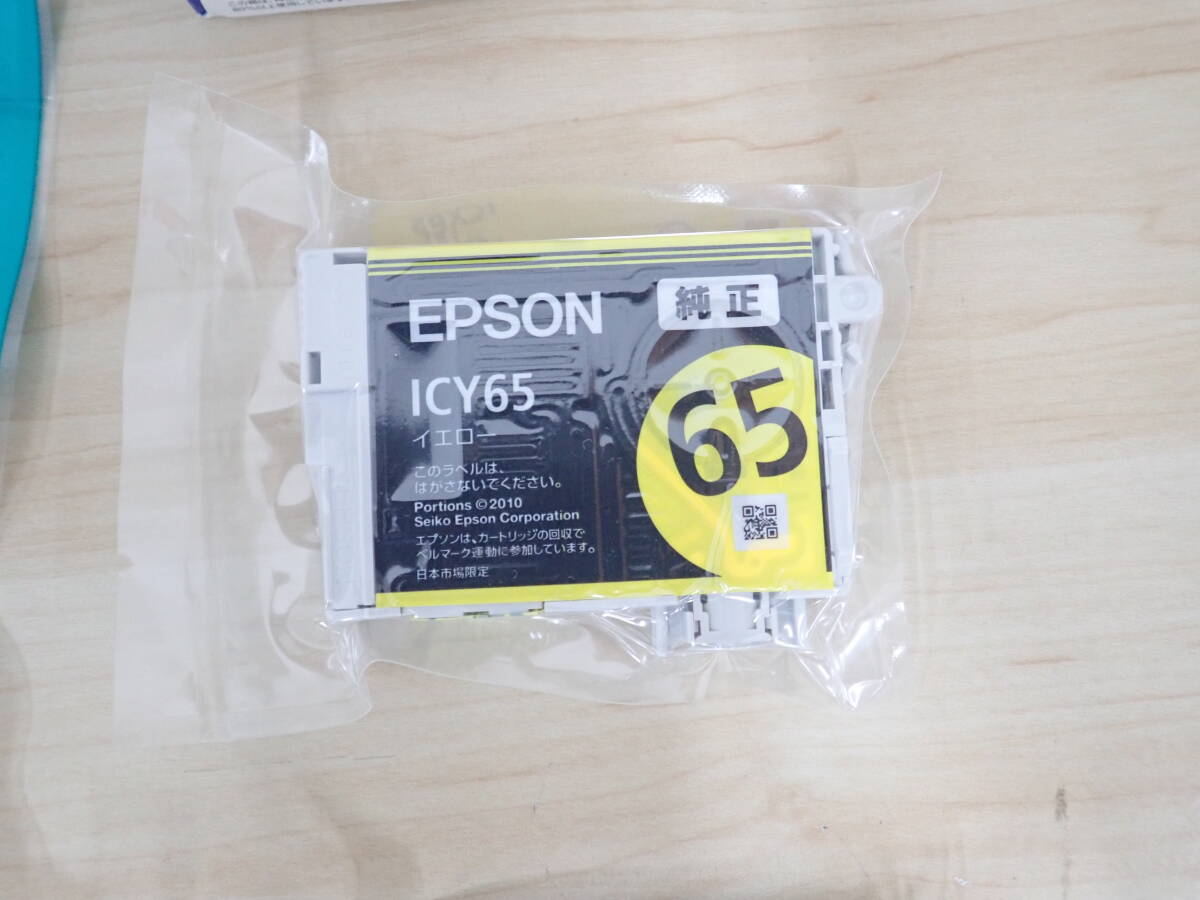 EPSON
純正
ICY65
イエロー
65
このラベルは、
はがさないでください。
Portions ©2010
Seiko Epson Corporation
エプソンは、カートリッジの回収で
ベルマーク運動に参加しています。
日本市場限定